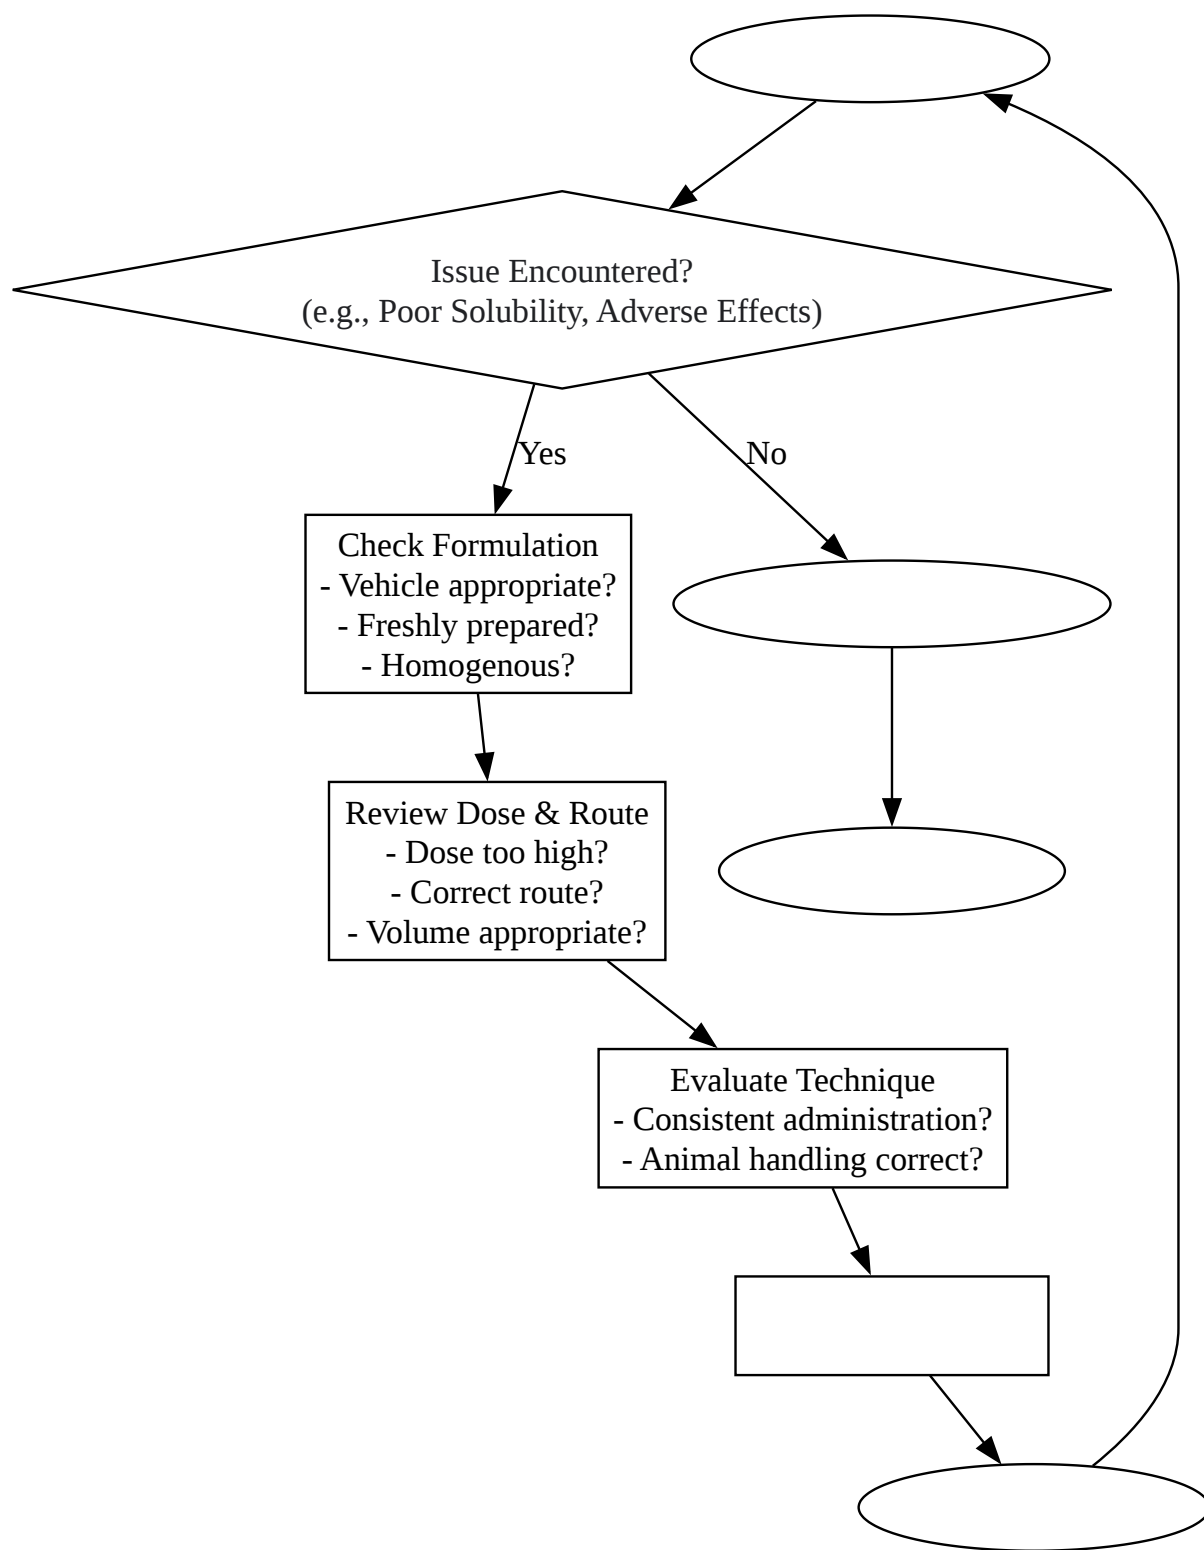 Issue Encountered?
(e.g., Poor Solubility, Adverse Effects)
Yes
No
Check Formulation
- Vehicle appropriate?
- Freshly prepared?
- Homogenous?
Review Dose & Route
- Dose too high?
- Correct route?
- Volume appropriate?
Evaluate Technique
- Consistent administration?
- Animal handling correct?